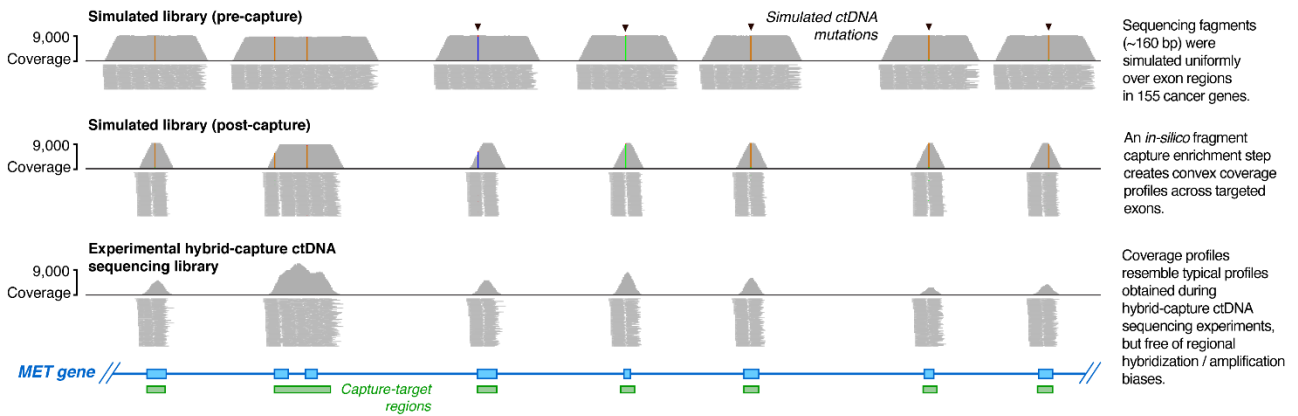 Simulated library (pre-capture)
9,000
Coverage
Simulated ctDNA
mutations
Sequencing fagments
(~160 bp) were
simulated uniformly
over exon regions
in 155 cancer genes.
Simulated library (post-capture)
9,000
Coverage
An in-silico fragment
capture enrichment step
creates convex coverage
profiles across targeted
exons.
Experimental hybrid-capture ctDNA
sequencing library
9,000
Coverage
Coverage profiles
resemble typical profiles
obtained during
hybrid-capture ctDNA
sequencing experiments,
but free of regional
hybridization / amplification
biases.
MET gene
Capture-target
regions